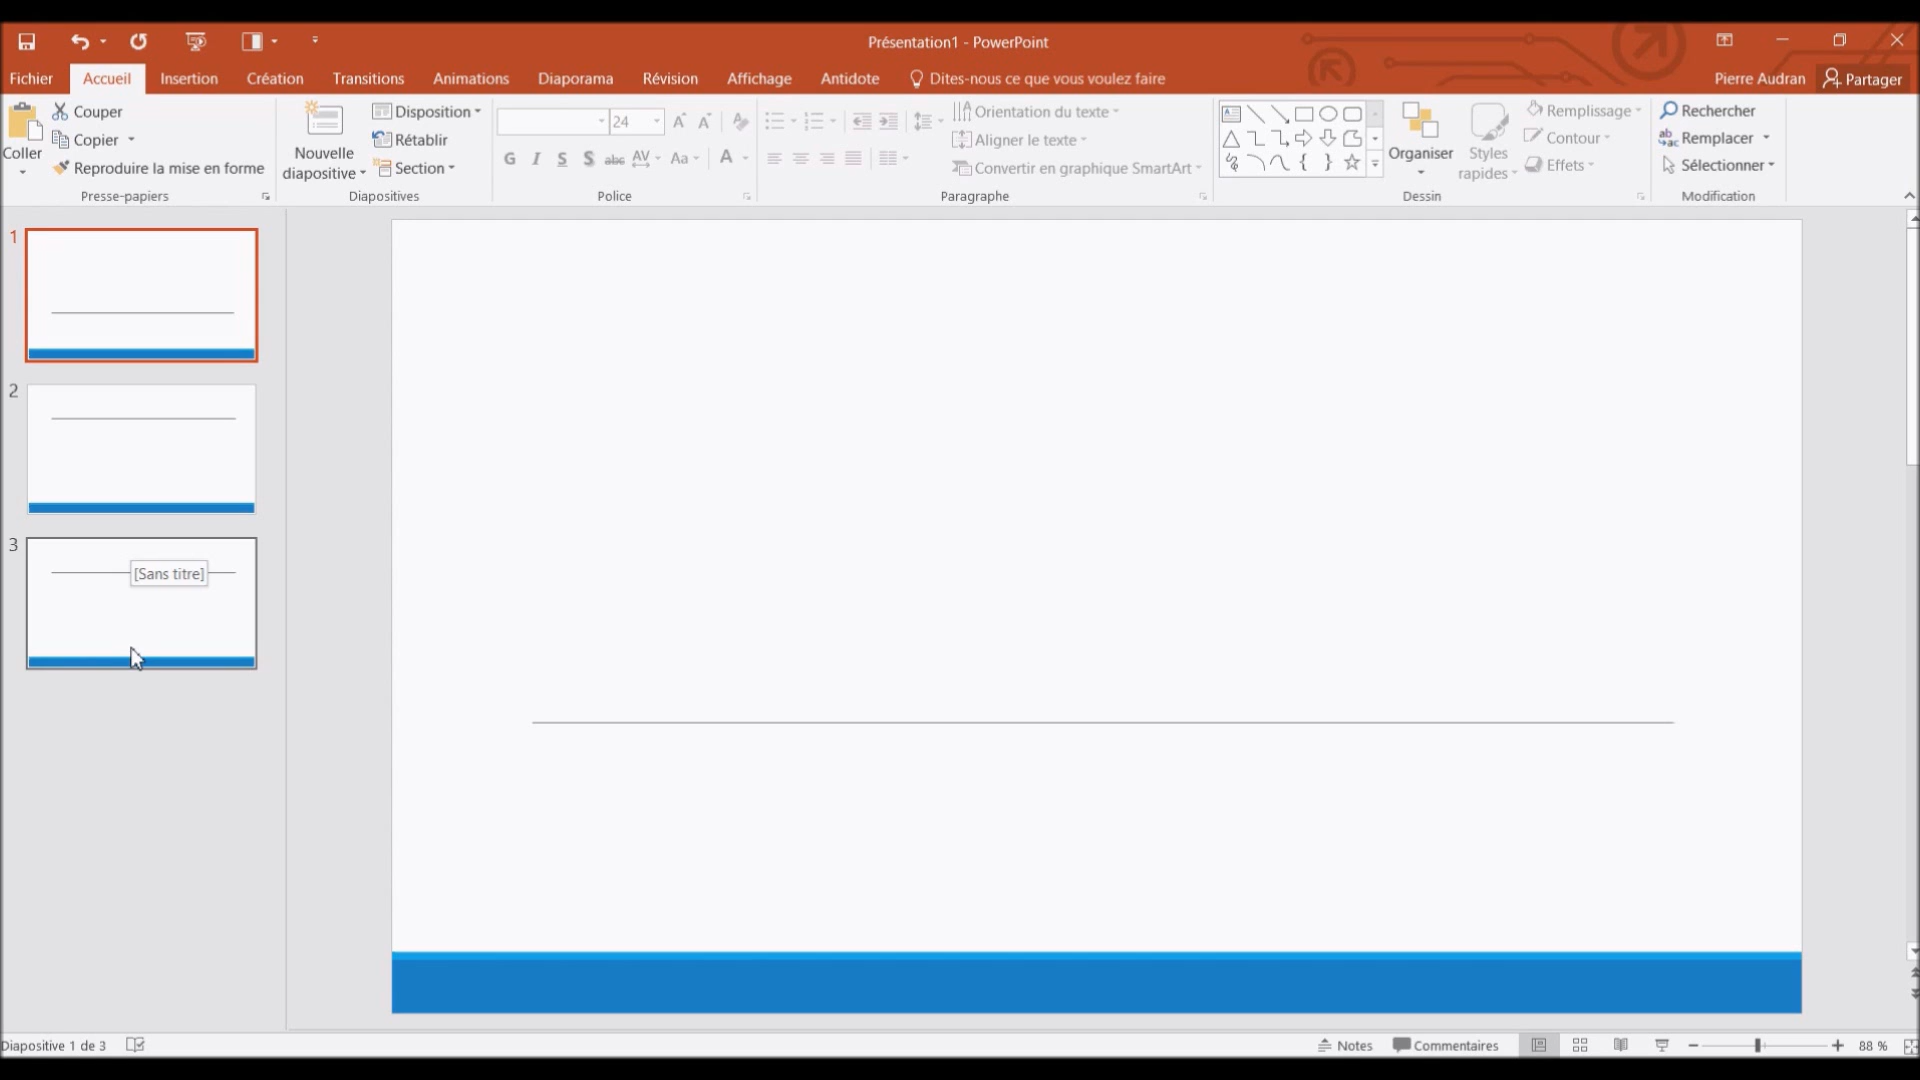 Présentation1 - PowerPoint
Fichier Accueil Insertion Création Transitions Animations Diaporama Révision Affichage Antidote Dites-nous ce que vous voulez faire Pierre Audran Partager
Coller
Couper
Copier
Reproduire la mise en forme
Presse-papiers
Nouvelle
diapositive
Disposition
Rétablir
Section
Diapositives
24
G I S S abc AV Aa A
Police
Orientation du texte
Aligner le texte
Convertir en graphique SmartArt
Paragraphe
Organiser
Styles
rapides
Remplissage
Contour
Effets
Dessin
Rechercher
Remplacer
Sélectionner
Modification
1
2
3
[Sans titre]
Diapositive 1 de 3
Notes Commentaires 88 %